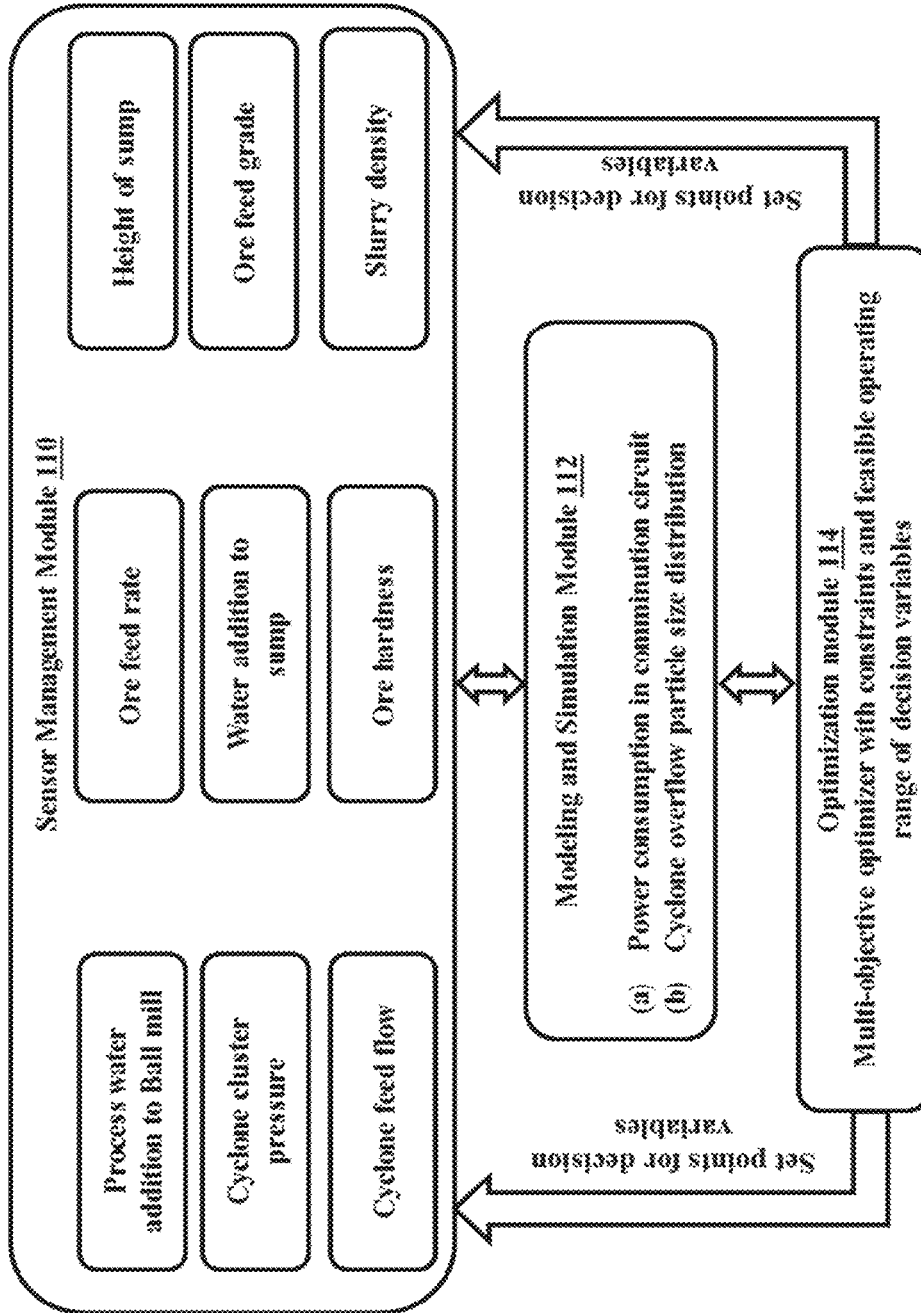 Sensor Management Module 110
Process water
addition to Ball mill
Ore feed rate
Height of sump
Cyclone cluster
pressure
Water addition to
sump
Ore feed grade
Cyclone feed flow
Ore hardness
Slurry density
Set points for decision
variables
Modeling and Simulation Module 112
(a) Power consumption in comminution circuit
(b) Cyclone overflow particle size distribution
Set points for decision
variables
Optimization module 114
Multi-objective optimizer with constraints and feasible operating
range of decision variables